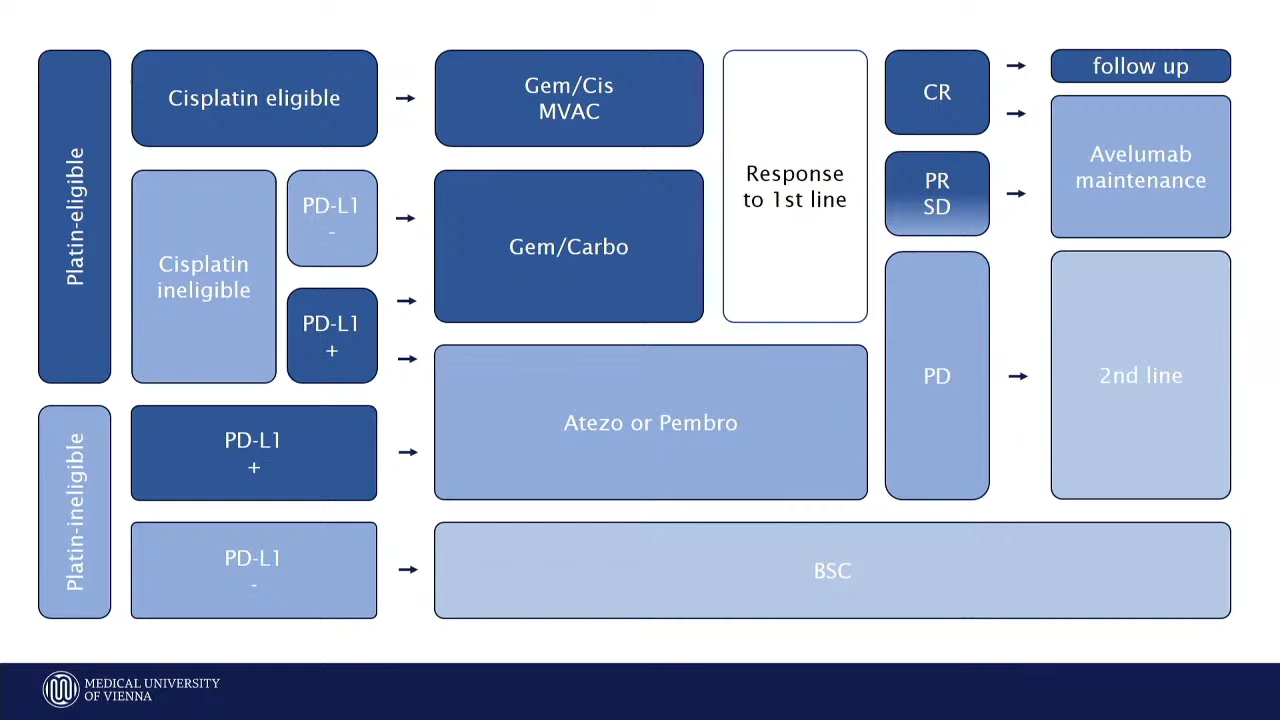 Platin-eligible
Cisplatin eligible
Gem/Cis
MVAC
Cisplatin
ineligible
PD-L1
-
PD-L1
+
Gem/Carbo
Response
to 1st line
CR
PR
SD
PD
follow up
Avelumab
maintenance
2nd line
Platin-ineligible
PD-L1
+
Atezo or Pembro
PD-L1
-
BSC
MEDICAL UNIVERSITY
OF VIENNA